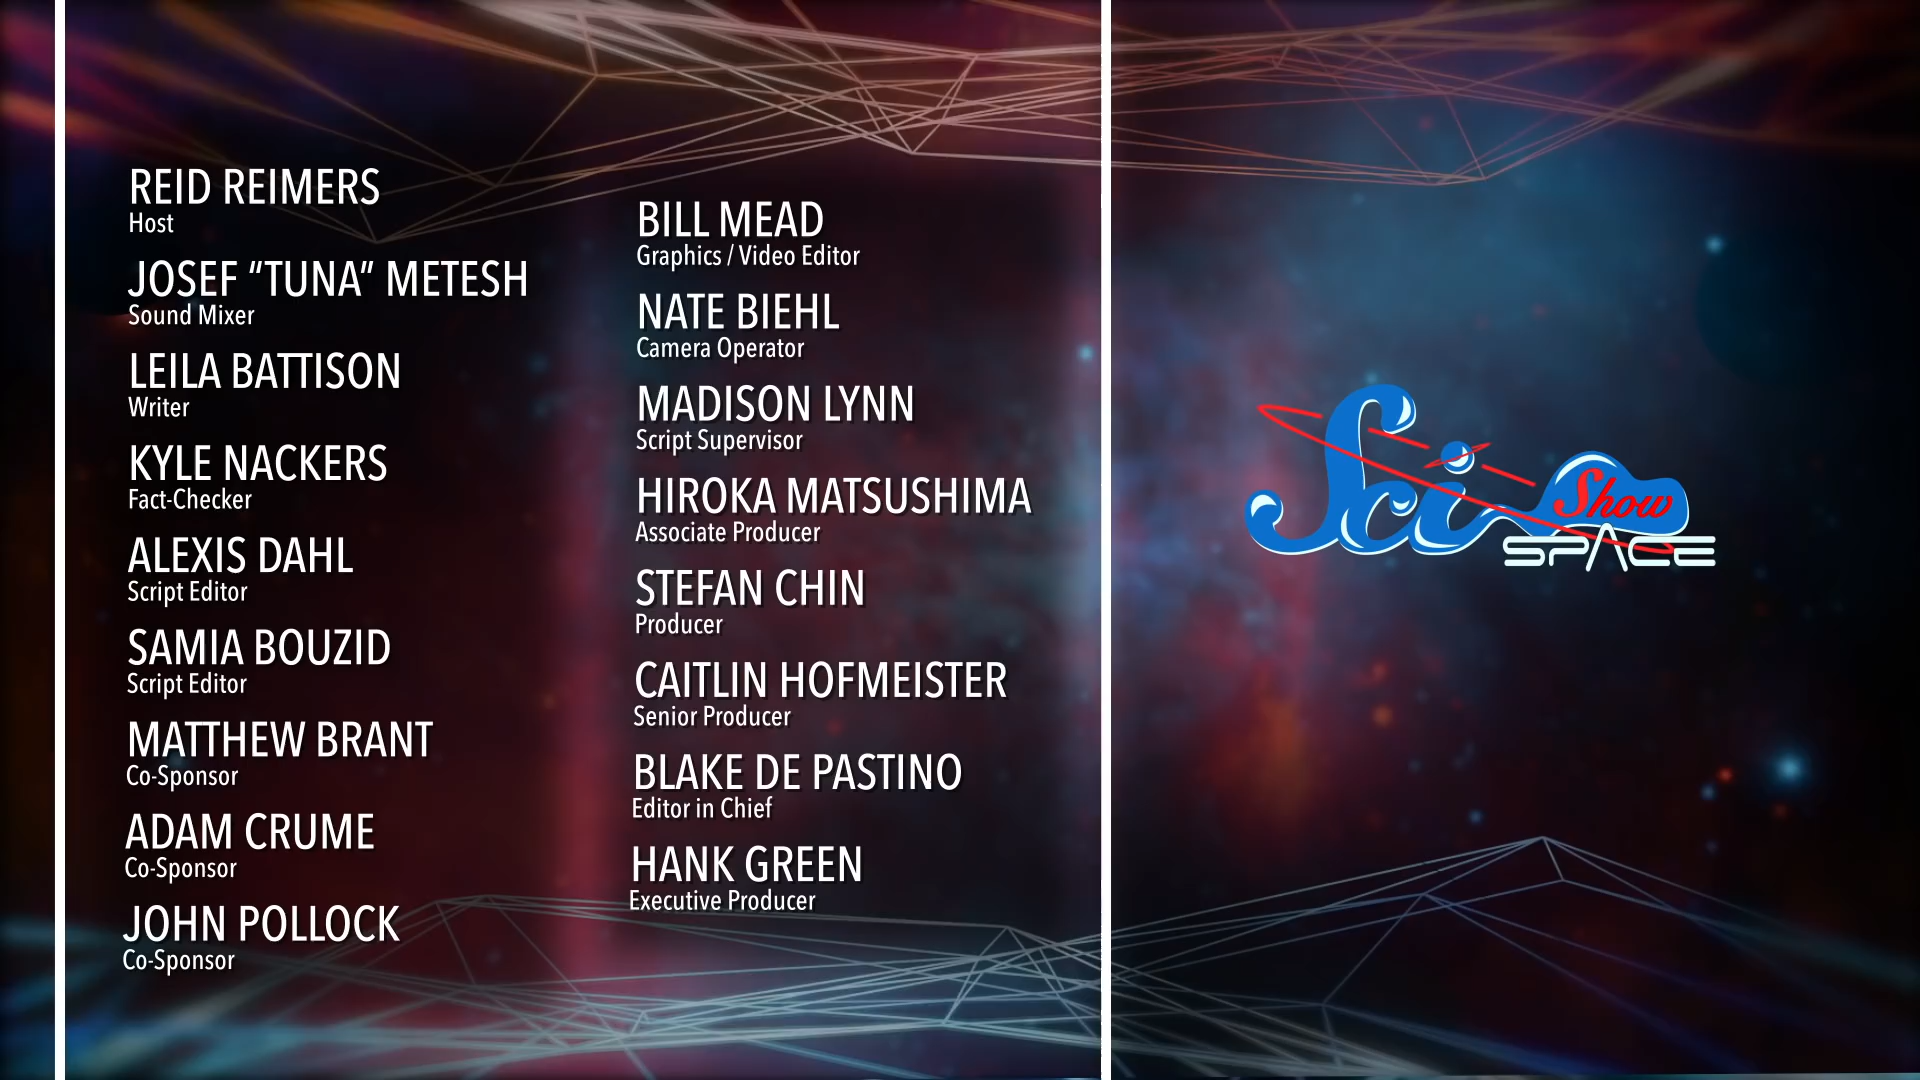 REID REIMERS
Host
JOSEF “TUNA” METESH
Sound Mixer
LEILA BATTISON
Writer
KYLE NACKERS
Fact-Checker
ALEXIS DAHL
Script Editor
SAMIA BOUZID
Script Editor
MATTHEW BRANT
Co-Sponsor
ADAM CRUME
Co-Sponsor
JOHN POLLOCK
Co-Sponsor
BILL MEAD
Graphics / Video Editor
NATE BIEHL
Camera Operator
MADISON LYNN
Script Supervisor
HIROKA MATSUSHIMA
Associate Producer
STEFAN CHIN
Producer
CAITLIN HOFMEISTER
Senior Producer
BLAKE DE PASTINO
Editor in Chief
HANK GREEN
Executive Producer
Sci Show
SPACE